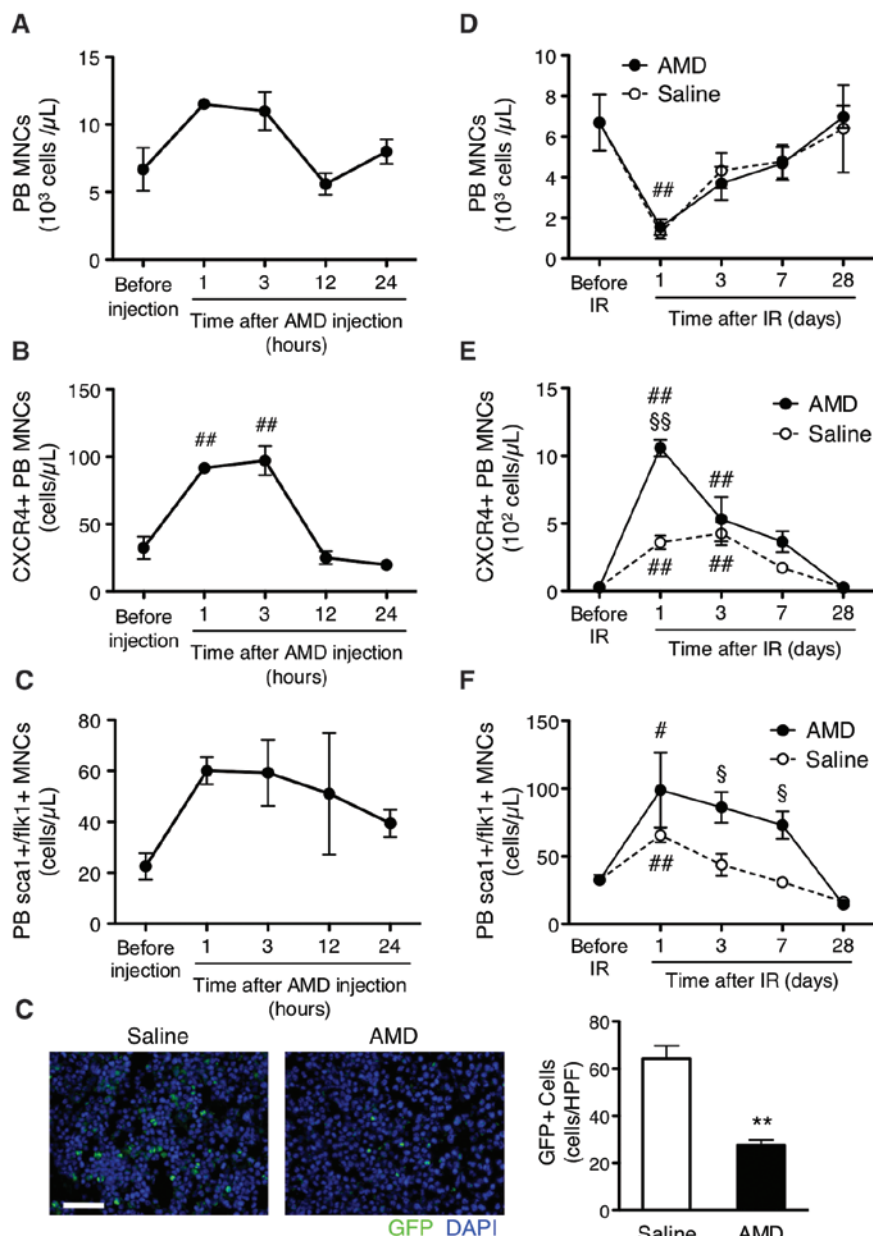 A
PB MNCs
(10³ cells /µL)
15
10
5
0
Before
injection
1
3
12
24
Time after AMD injection
(hours)
D
PB MNCs
(10³ cells /µL)
10
8
6
4
2
0
AMD
Saline
##
Before
IR
1
3
7
28
Time after IR (days)
B
CXCR4+ PB MNCs
(cells/µL)
150
100
50
0
##
##
Before
injection
1
3
12
24
Time after AMD injection
(hours)
E
CXCR4+ PB MNCs
(10² cells/µL)
15
10
5
0
##
§§
##
##
##
AMD
Saline
Before
IR
1
3
7
28
Time after IR (days)
C
PB sca1+/flk1+ MNCs
(cells/µL)
80
60
40
20
0
Before
injection
1
3
12
24
Time after AMD injection
(hours)
F
PB sca1+/flk1+ MNCs
(cells/µL)
150
100
50
0
#
§
§
##
AMD
Saline
Before
IR
1
3
7
28
Time after IR (days)
C
Saline
AMD
GFP DAPI
GFP+ Cells
(cells/HPF)
80
60
40
20
0
**
Saline
AMD